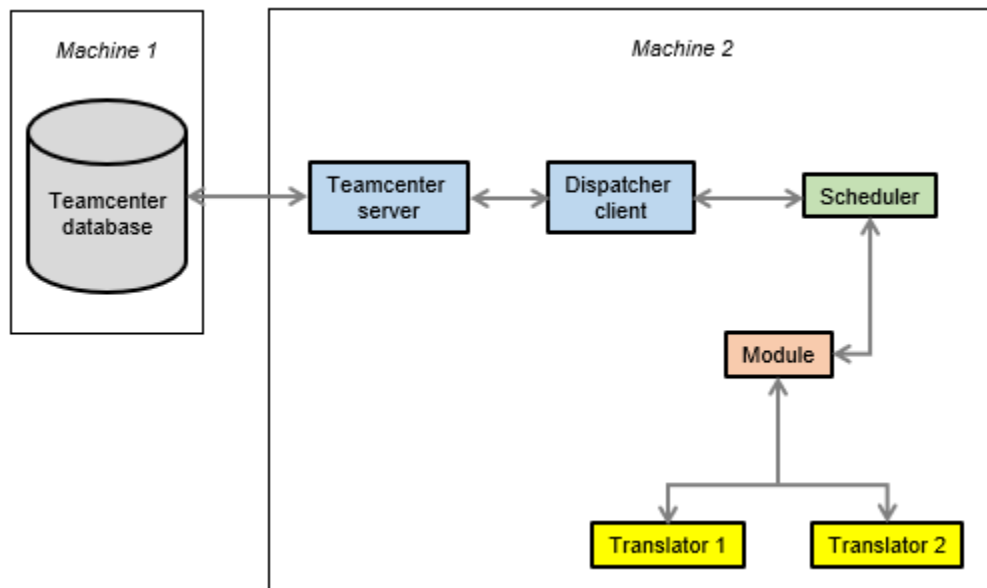 Machine 1
Machine 2
Teamcenter
database
Teamcenter
server
Dispatcher
client
Scheduler
Module
Translator 1
Translator 2